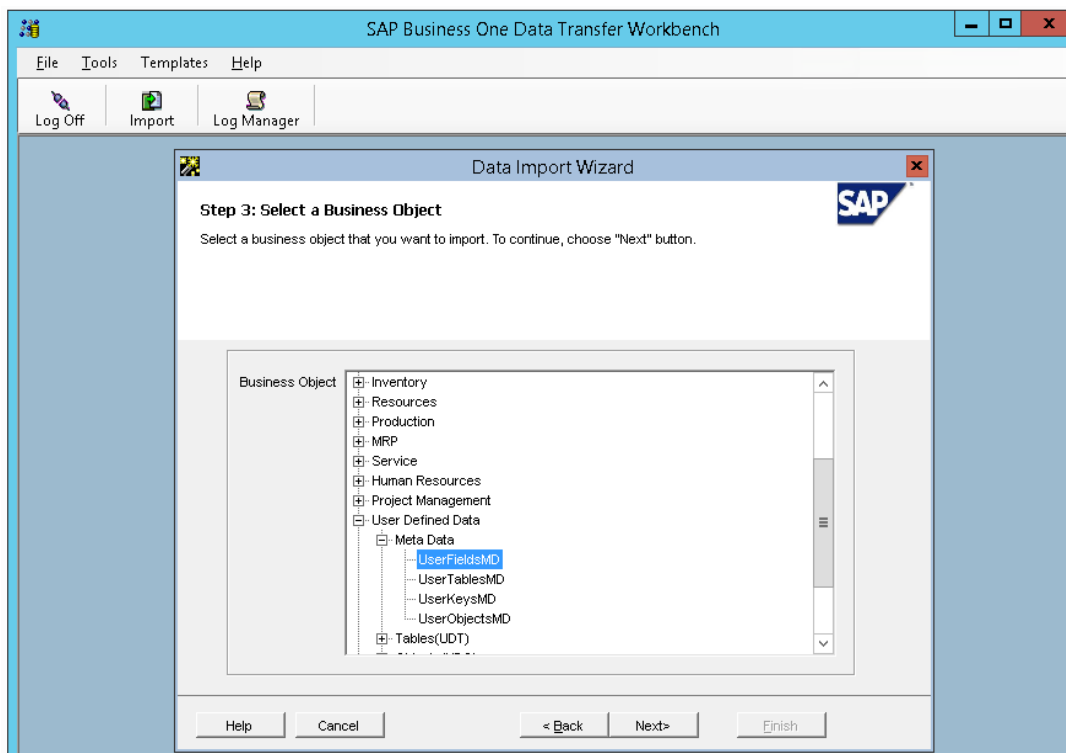 SAP Business One Data Transfer Workbench
File Tools Templates Help
Log Off Import Log Manager
Data Import Wizard
Step 3: Select a Business Object
SAP
Select a business object that you want to import. To continue, choose "Next" button.
Business Object
Inventory
Resources
Production
MRP
Service
Human Resources
Project Management
User Defined Data
Meta Data
UserFieldsMD
UserTablesMD
UserKeysMD
UserObjectsMD
Tables(UDT)
Help Cancel < Back Next> Finish